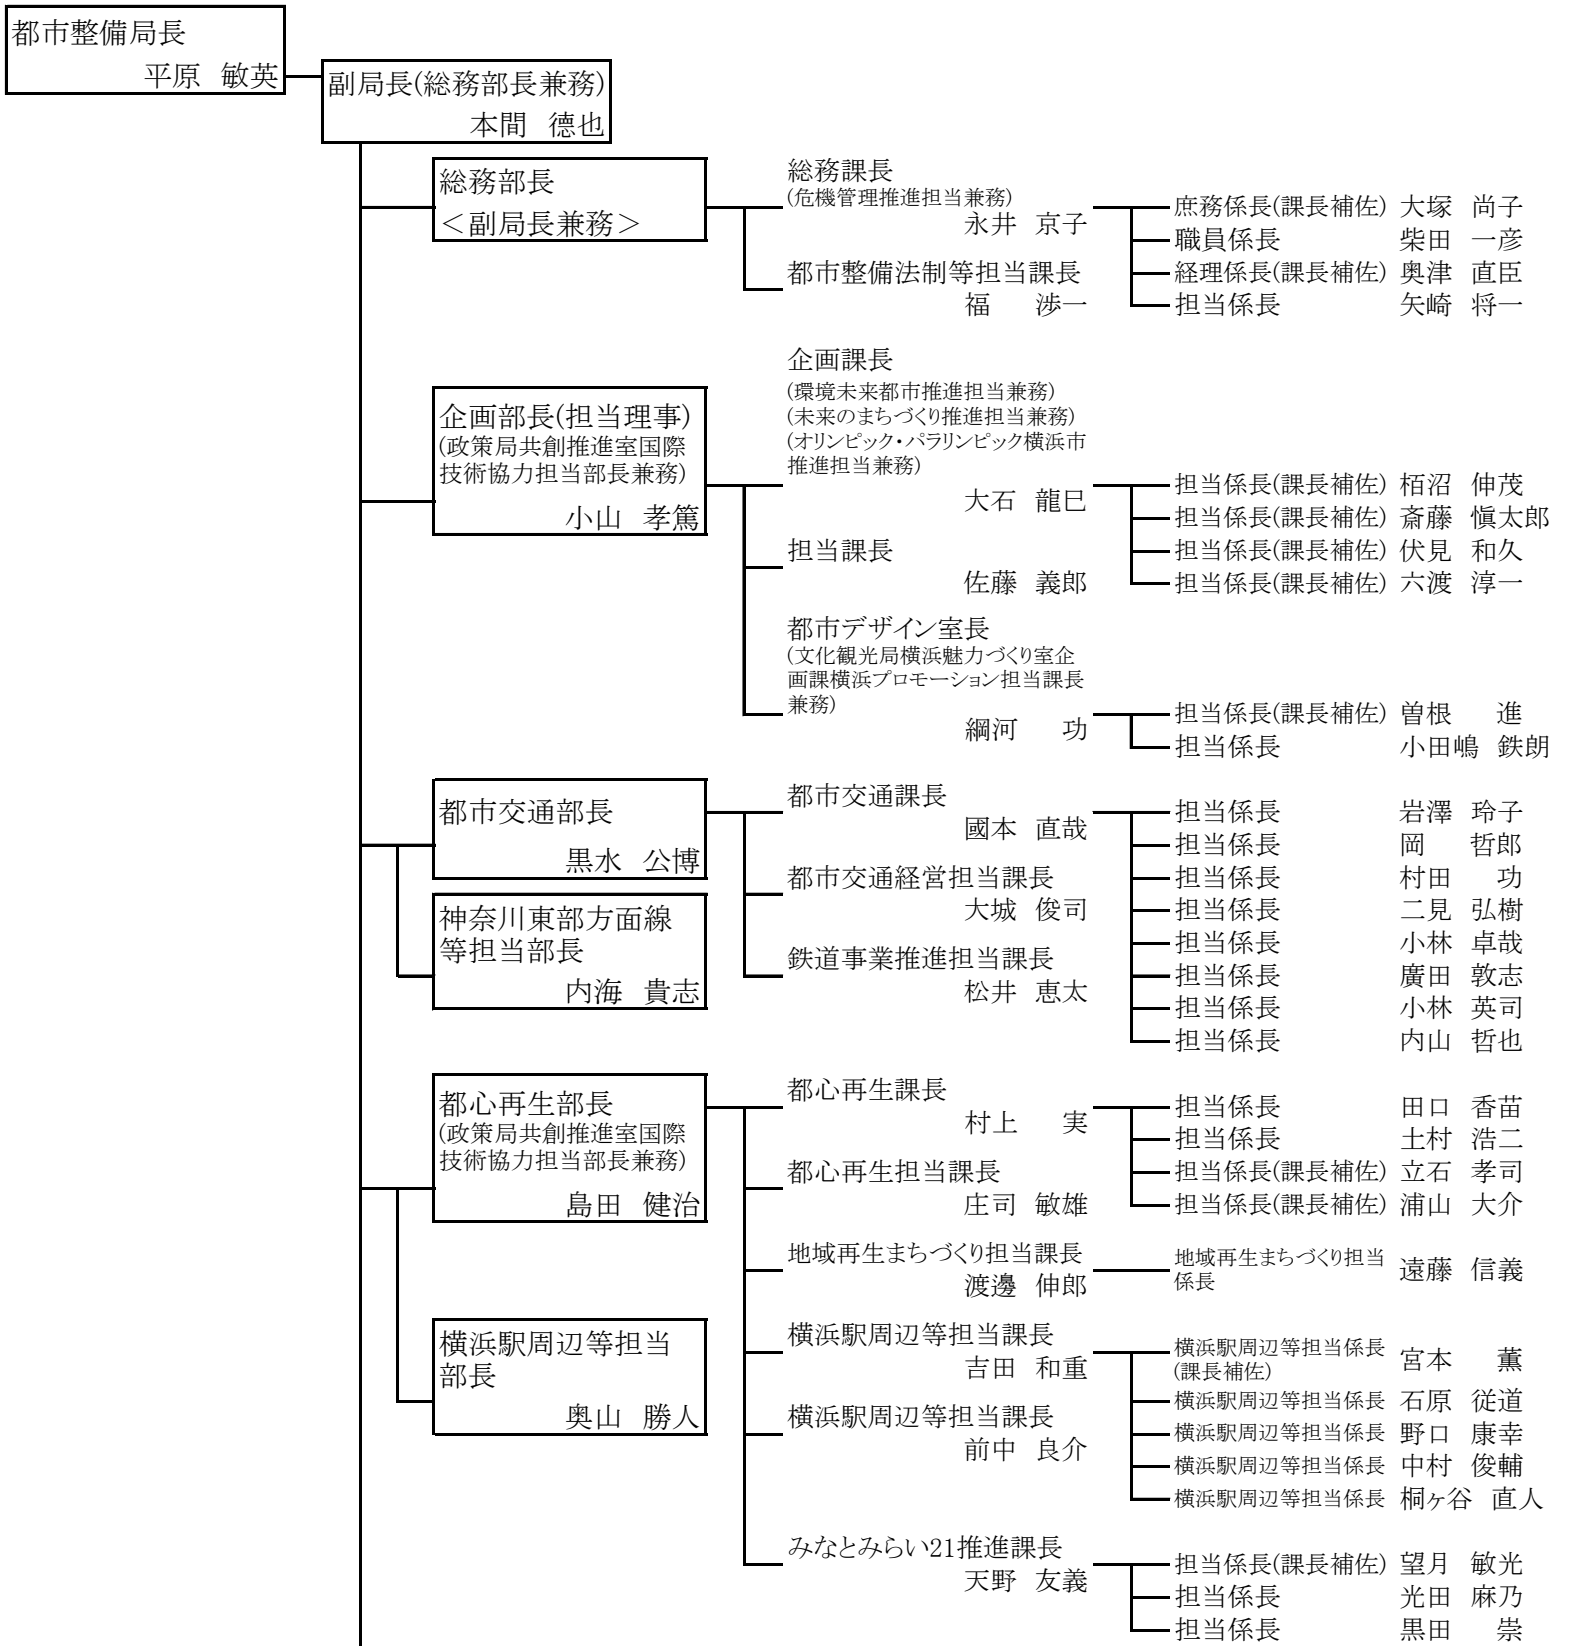 都市整備局長
平原 敏英
副局長(総務部長兼務)
本間 德也
総務部長
＜副局長兼務＞
総務課長
(危機管理推進担当兼務)
永井 京子
都市整備法制等担当課長
福 渉一
庶務係長(課長補佐) 大塚 尚子
職員係長 柴田 一彦
経理係長(課長補佐) 奥津 直臣
担当係長 矢崎 将一
企画部長(担当理事)
(政策局共創推進室国際
技術協力担当部長兼務)
小山 孝篤
企画課長
(環境未来都市推進担当兼務)
(未来のまちづくり推進担当兼務)
(オリンピック・パラリンピック横浜市
推進担当兼務)
大石 龍巳
担当課長
佐藤 義郎
都市デザイン室長
(文化観光局横浜魅力づくり室企
画課横浜プロモーション担当課長
兼務)
綱河 功
担当係長(課長補佐) 栢沼 伸茂
担当係長(課長補佐) 斎藤 愼太郎
担当係長(課長補佐) 伏見 和久
担当係長(課長補佐) 六渡 淳一
担当係長(課長補佐) 曽根 進
担当係長 小田嶋 鉄朗
都市交通部長
黒水 公博
神奈川東部方面線
等担当部長
内海 貴志
都市交通課長
國本 直哉
都市交通経営担当課長
大城 俊司
鉄道事業推進担当課長
松井 恵太
担当係長 岩澤 玲子
担当係長 岡 哲郎
担当係長 村田 功
担当係長 二見 弘樹
担当係長 小林 卓哉
担当係長 廣田 敦志
担当係長 小林 英司
担当係長 内山 哲也
都心再生部長
(政策局共創推進室国際
技術協力担当部長兼務)
島田 健治
横浜駅周辺等担当
部長
奥山 勝人
都心再生課長
村上 実
都心再生担当課長
庄司 敏雄
地域再生まちづくり担当課長
渡邊 伸郎
横浜駅周辺等担当課長
吉田 和重
横浜駅周辺等担当課長
前中 良介
みなとみらい21推進課長
天野 友義
担当係長 田口 香苗
担当係長 土村 浩二
担当係長(課長補佐) 立石 孝司
担当係長(課長補佐) 浦山 大介
地域再生まちづくり担当
係長
遠藤 信義
横浜駅周辺等担当係長
(課長補佐)
宮本 薫
横浜駅周辺等担当係長 石原 従道
横浜駅周辺等担当係長 野口 康幸
横浜駅周辺等担当係長 中村 俊輔
横浜駅周辺等担当係長 桐ヶ谷 直人
担当係長(課長補佐) 望月 敏光
担当係長 光田 麻乃
担当係長 黒田 崇